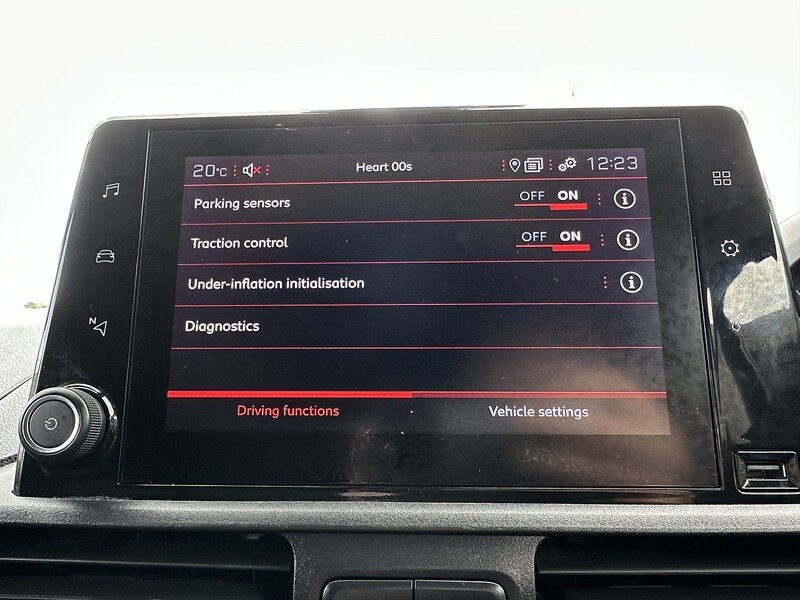 20°C Heart 00s 12:23
Parking sensors OFF ON i
Traction control OFF ON i
Under-inflation initialisation i
Diagnostics
Driving functions Vehicle settings
N